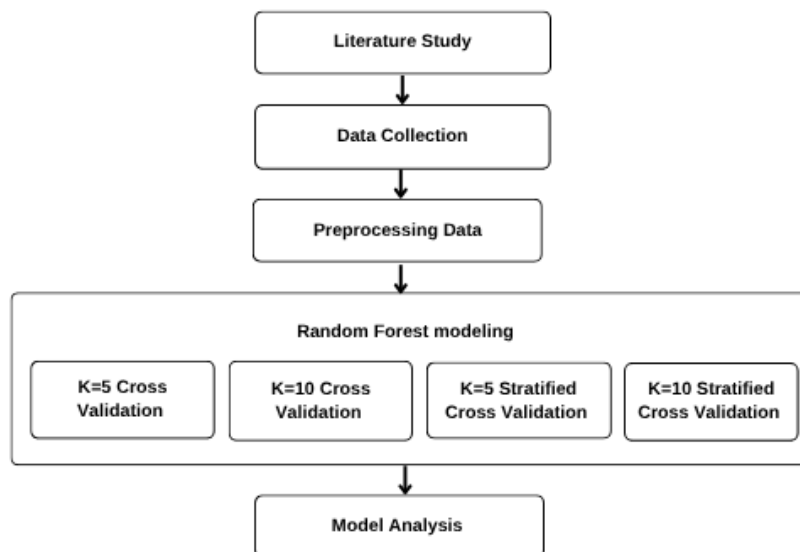 Literature Study
Data Collection
Preprocessing Data
Random Forest modeling
K=5 Cross
Validation
K=10 Cross
Validation
K=5 Stratified
Cross Validation
K=10 Stratified
Cross Validation
Model Analysis